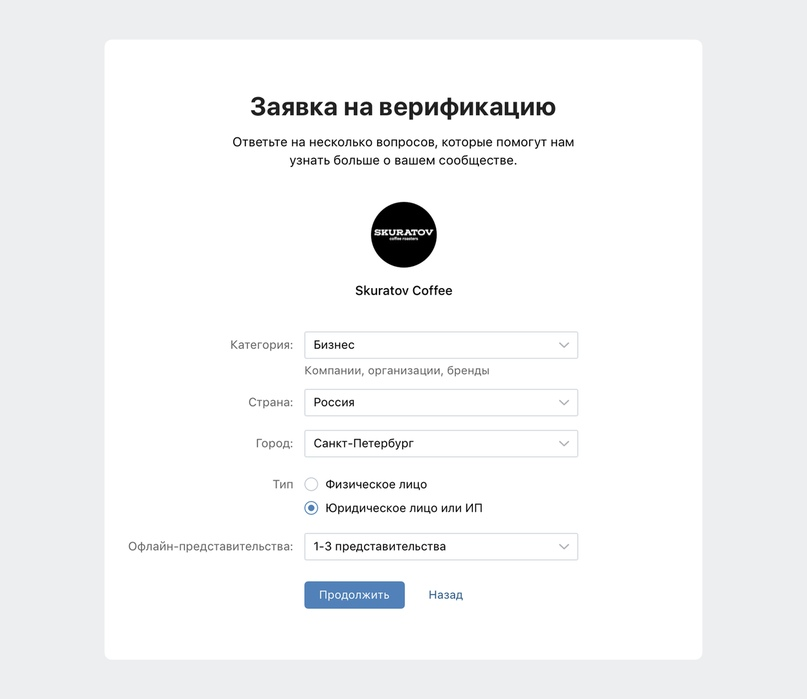 Заявка на верификацию
Ответьте на несколько вопросов, которые помогут нам
узнать больше о вашем сообществе.
SKURATOV
coffee roasters
Skuratov Coffee
Категория: Бизнес
Компании, организации, бренды
Страна: Россия
Город: Санкт-Петербург
Тип Физическое лицо
Юридическое лицо или ИП
Офлайн-представительства: 1-3 представительства
Продолжить Назад